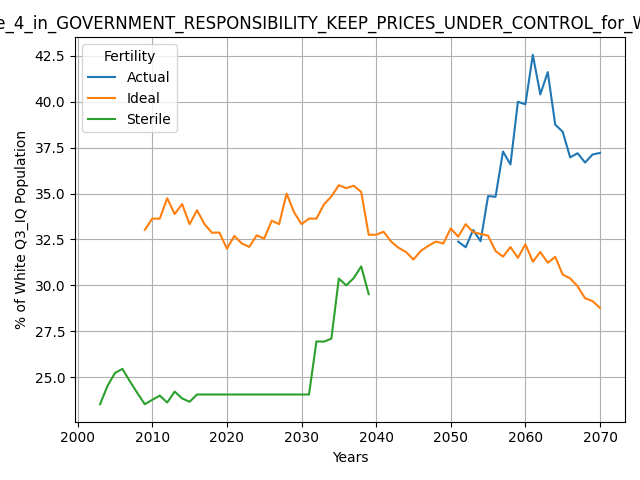 e_4_in_GOVERNMENT_RESPONSIBILITY_KEEP_PRICES_UNDER_CONTROL_for_W
Fertility
Actual
Ideal
Sterile
% of White Q3_IQ Population
42.5
40.0
37.5
35.0
32.5
30.0
27.5
25.0
2000 2010 2020 2030 2040 2050 2060 2070
Years